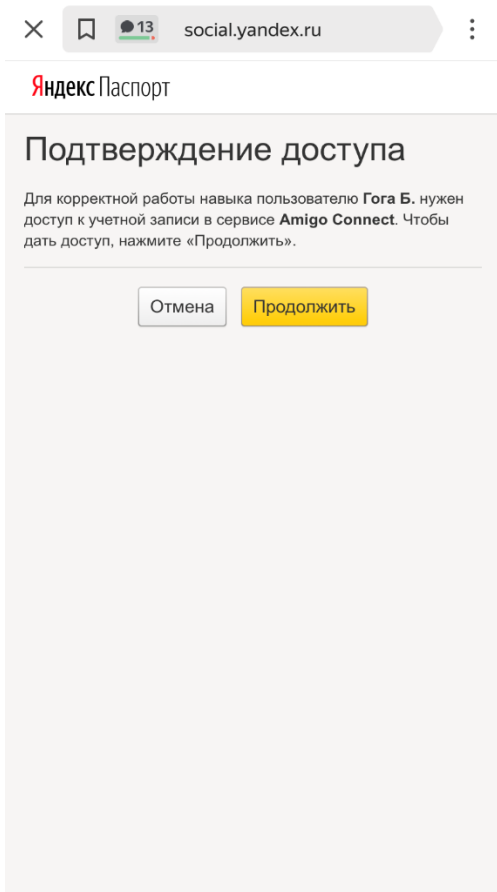 13
social.yandex.ru
Яндекс Паспорт
Подтверждение доступа
Для корректной работы навыка пользователю Гога Б. нужен
доступ к учетной записи в сервисе Amigo Connect. Чтобы
дать доступ, нажмите «Продолжить».
Отмена
Продолжить